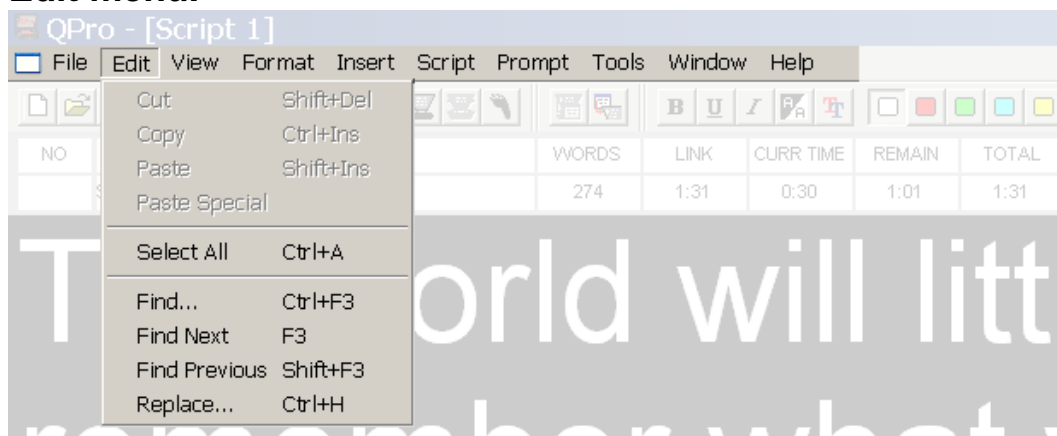 Edit Menu:
QPro - [Script 1]
File Edit View Format Insert Script Prompt Tools Window Help
Cut Shift+Del
B U I
Copy Ctrl+Ins
Paste Shift+Ins
NO WORDS LINK CURR TIME REMAIN TOTAL
Paste Special
274 1:31 0:30 1:01 1:31
Select All Ctrl+A
Find... Ctrl+F3
Find Next F3
Find Previous Shift+F3
Replace... Ctrl+H
will litt
remember what